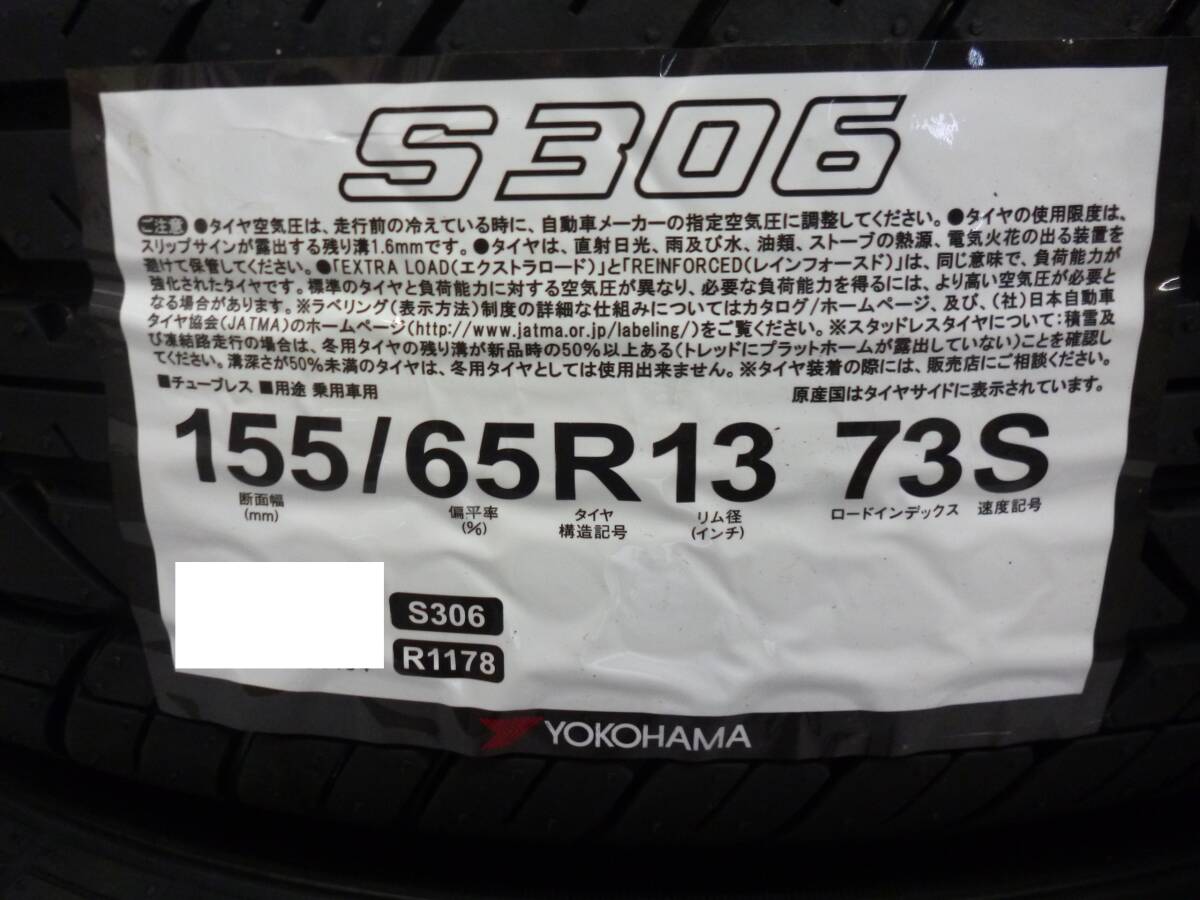 S306
ご注意 ●タイヤ空気圧は、走行前の冷えている時に、自動車メーカーの指定空気圧に調整してください。●タイヤの使用限度は、
スリップサインが露出する残り溝1.6mmです。●タイヤは、直射日光、雨及び水、油類、ストーブの熱源、電気火花の出る装置を
避けて保管してください。●「EXTRA LOAD(エクストラロード)」と「REINFORCED(レインフォースド)」は、同じ意味で、負荷能力が
強化されたタイヤです。標準のタイヤと負荷能力に対する空気圧が異なり、必要な負荷能力を得るには、より高い空気圧が必要と
なる場合があります。※ラベリング(表示方法)制度の詳細な仕組みについてはカタログ/ホームページ、及び、(社)日本自動車
タイヤ協会(JATMA)のホームページ(http://www.jatma.or.jp/labeling/)をご覧ください。※スタッドレスタイヤについて:積雪及
び凍結路走行の場合は、冬用タイヤの残り溝が新品時の50%以上ある(トレッドにプラットホームが露出していない)ことを確認し
てください。溝深さが50%未満のタイヤは、冬用タイヤとしては使用出来ません。※タイヤ装着の際には、販売店にご相談ください。
■チューブレス ■用途 乗用車用 原産国はタイヤサイドに表示されています。
155/65R13 73S
断面幅 (mm) 偏平率 (%) タイヤ 構造記号 リム径 (インチ) ロードインデックス 速度記号
S306
R1178
YOKOHAMA